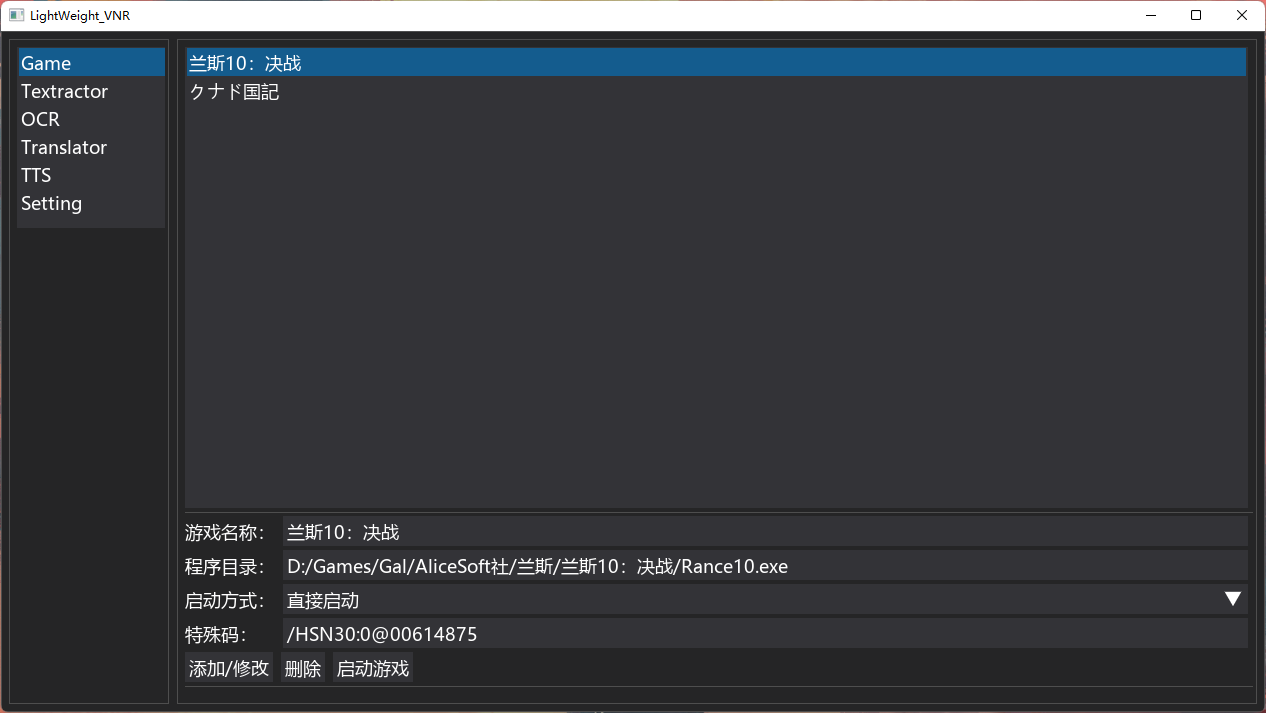 LightWeight_VNR
Game
Textractor
OCR
Translator
TTS
Setting
兰斯10：决战
クナド国記
游戏名称： 兰斯10：决战
程序目录： D:/Games/Gal/AliceSoft社/兰斯/兰斯10：决战/Rance10.exe
启动方式： 直接启动
特殊码： /HSN30:0@00614875
添加/修改 删除 启动游戏